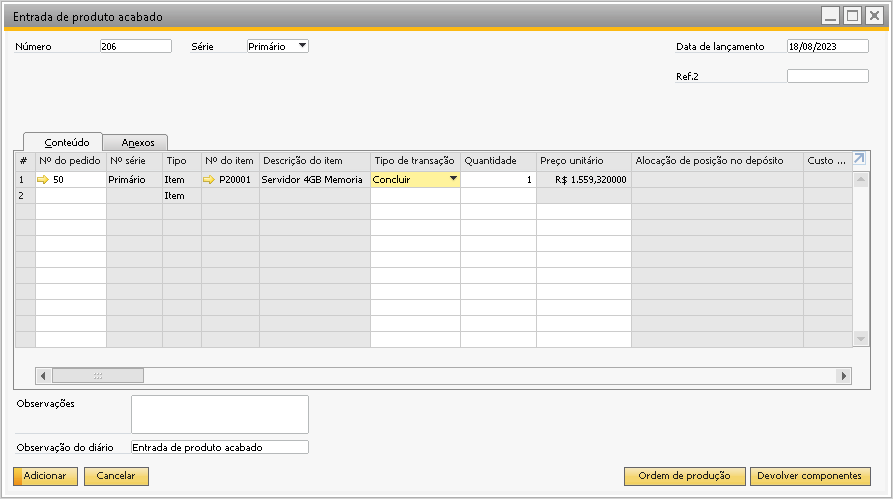 Entrada de produto acabado
Número 206 Série Primário Data de lançamento 18/08/2023
Ref.2
Conteúdo Anexos
# Nº do pedido Nº série Tipo Nº do item Descrição do item Tipo de transação Quantidade Preço unitário Alocação de posição no depósito Custo ...
1 50 Primário Item P20001 Servidor 4GB Memoria Concluir 1 R$ 1.559,320000
2 Item
Observações
Observação do diário Entrada de produto acabado
Adicionar Cancelar Ordem de produção Devolver componentes